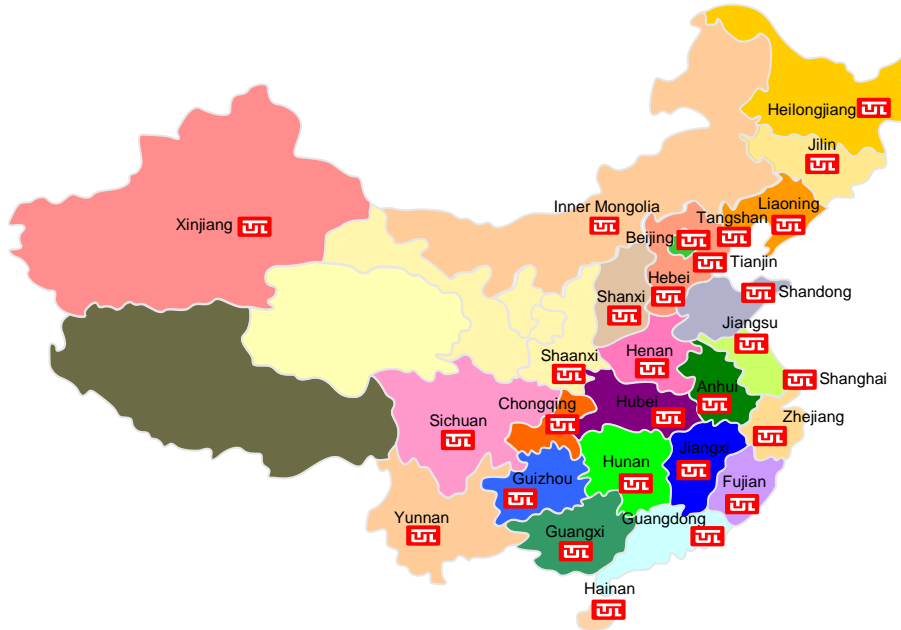 Heilongjiang
Jilin
Inner Mongolia
Liaoning
Tangshan
Xinjiang
Beijing
Tianjin
Hebei
Shandong
Shanxi
Jiangsu
Henan
Shaanxi
Shanghai
Anhui
Chongqing
Hubei
Zhejiang
Sichuan
Jiangxi
Hunan
Guizhou
Fujian
Yunnan
Guangdong
Guangxi
Hainan